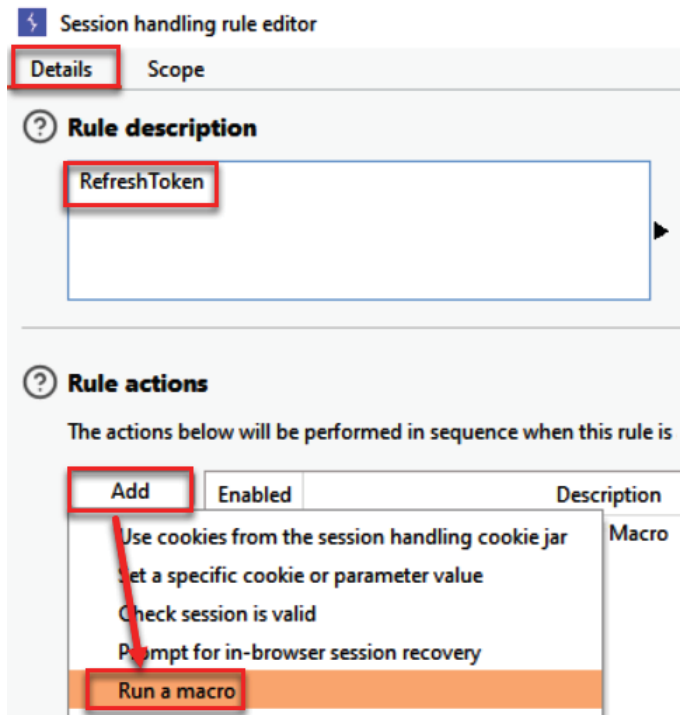 Session handling rule editor
Details Scope
Rule description
RefreshToken
Rule actions
The actions below will be performed in sequence when this rule is
Add Enabled Description
Use cookies from the session handling cookie jar Macro
Set a specific cookie or parameter value
Check session is valid
Prompt for in-browser session recovery
Run a macro